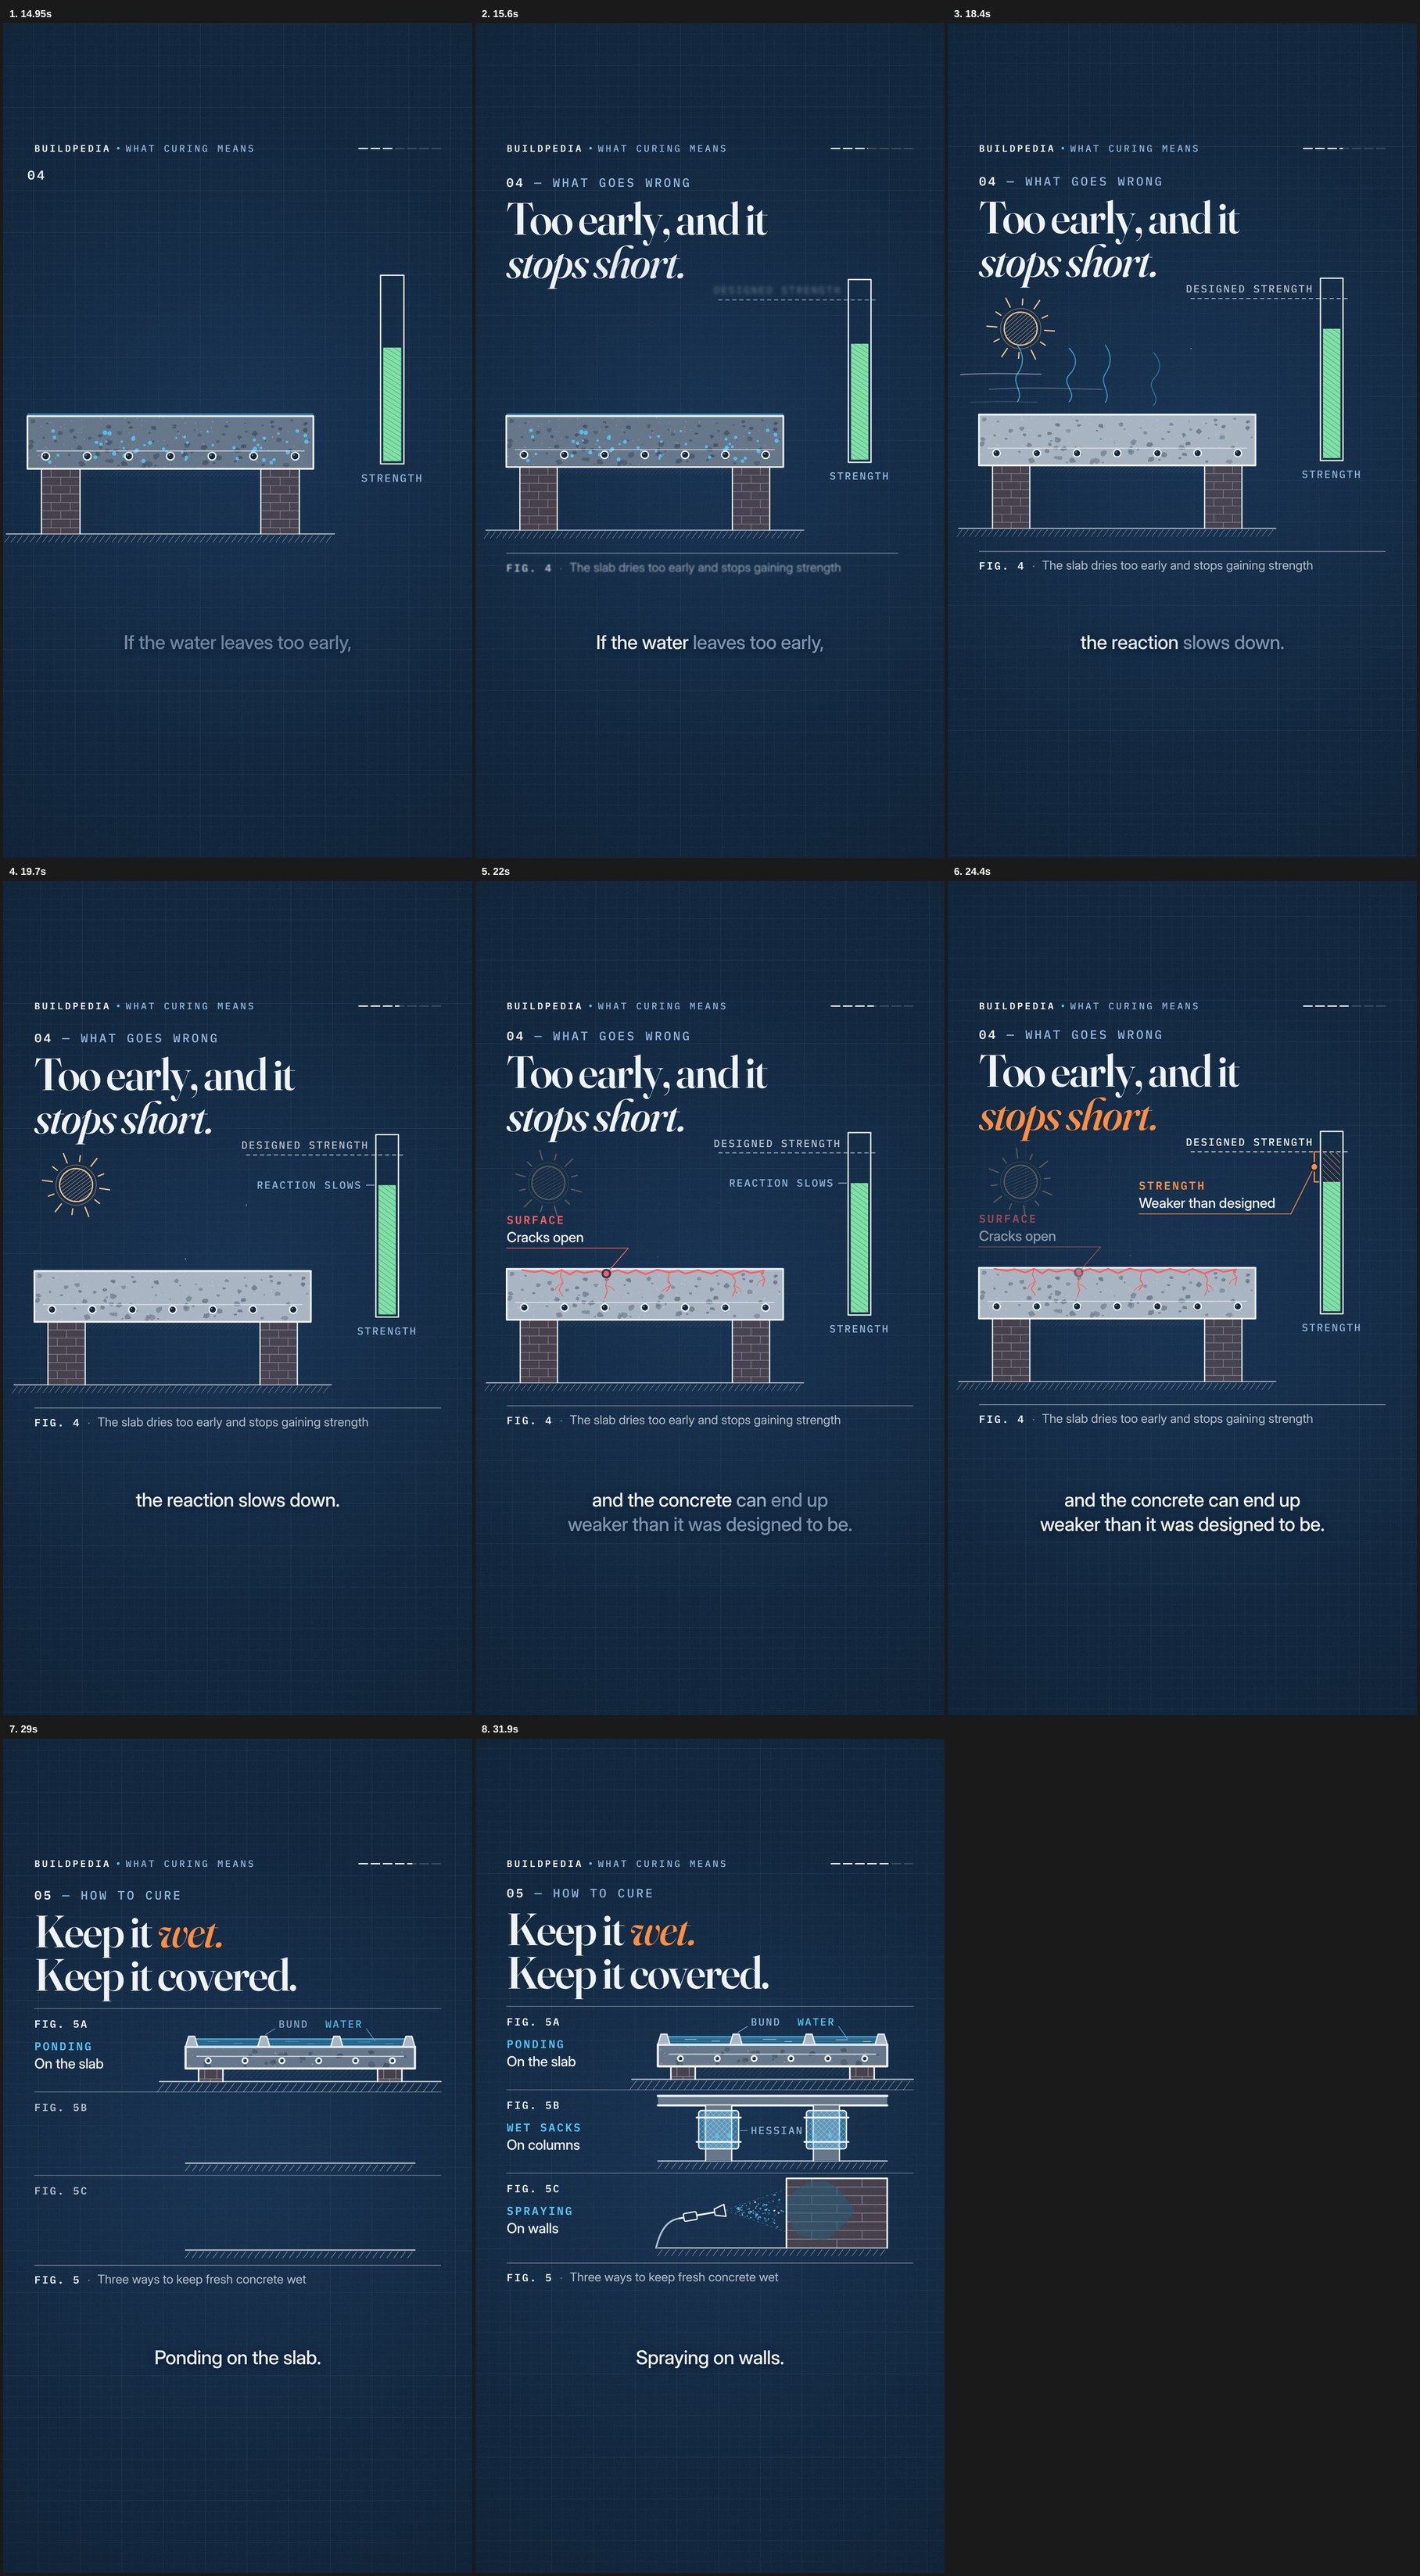 1. 14.95s
BUILDPEDIA • WHAT CURING MEANS
04
STRENGTH
If the water leaves too early,
2. 15.6s
BUILDPEDIA • WHAT CURING MEANS
04 — WHAT GOES WRONG
Too early, and it
stops short.
DESIGNED STRENGTH
STRENGTH
FIG. 4 · The slab dries too early and stops gaining strength
If the water leaves too early,
3. 18.4s
BUILDPEDIA • WHAT CURING MEANS
04 — WHAT GOES WRONG
Too early, and it
stops short.
DESIGNED STRENGTH
STRENGTH
FIG. 4 · The slab dries too early and stops gaining strength
the reaction slows down.
4. 19.7s
BUILDPEDIA • WHAT CURING MEANS
04 — WHAT GOES WRONG
Too early, and it
stops short.
DESIGNED STRENGTH
REACTION SLOWS
STRENGTH
FIG. 4 · The slab dries too early and stops gaining strength
the reaction slows down.
5. 22s
BUILDPEDIA • WHAT CURING MEANS
04 — WHAT GOES WRONG
Too early, and it
stops short.
DESIGNED STRENGTH
REACTION SLOWS
SURFACE
Cracks open
STRENGTH
FIG. 4 · The slab dries too early and stops gaining strength
and the concrete can end up
weaker than it was designed to be.
6. 24.4s
BUILDPEDIA • WHAT CURING MEANS
04 — WHAT GOES WRONG
Too early, and it
stops short.
DESIGNED STRENGTH
STRENGTH
Weaker than designed
SURFACE
Cracks open
STRENGTH
FIG. 4 · The slab dries too early and stops gaining strength
and the concrete can end up
weaker than it was designed to be.
7. 29s
BUILDPEDIA • WHAT CURING MEANS
05 — HOW TO CURE
Keep it wet.
Keep it covered.
FIG. 5A
BUND WATER
PONDING
On the slab
FIG. 5B
FIG. 5C
FIG. 5 · Three ways to keep fresh concrete wet
Ponding on the slab.
8. 31.9s
BUILDPEDIA • WHAT CURING MEANS
05 — HOW TO CURE
Keep it wet.
Keep it covered.
FIG. 5A
BUND WATER
PONDING
On the slab
FIG. 5B
WET SACKS
HESSIAN
On columns
FIG. 5C
SPRAYING
On walls
FIG. 5 · Three ways to keep fresh concrete wet
Spraying on walls.